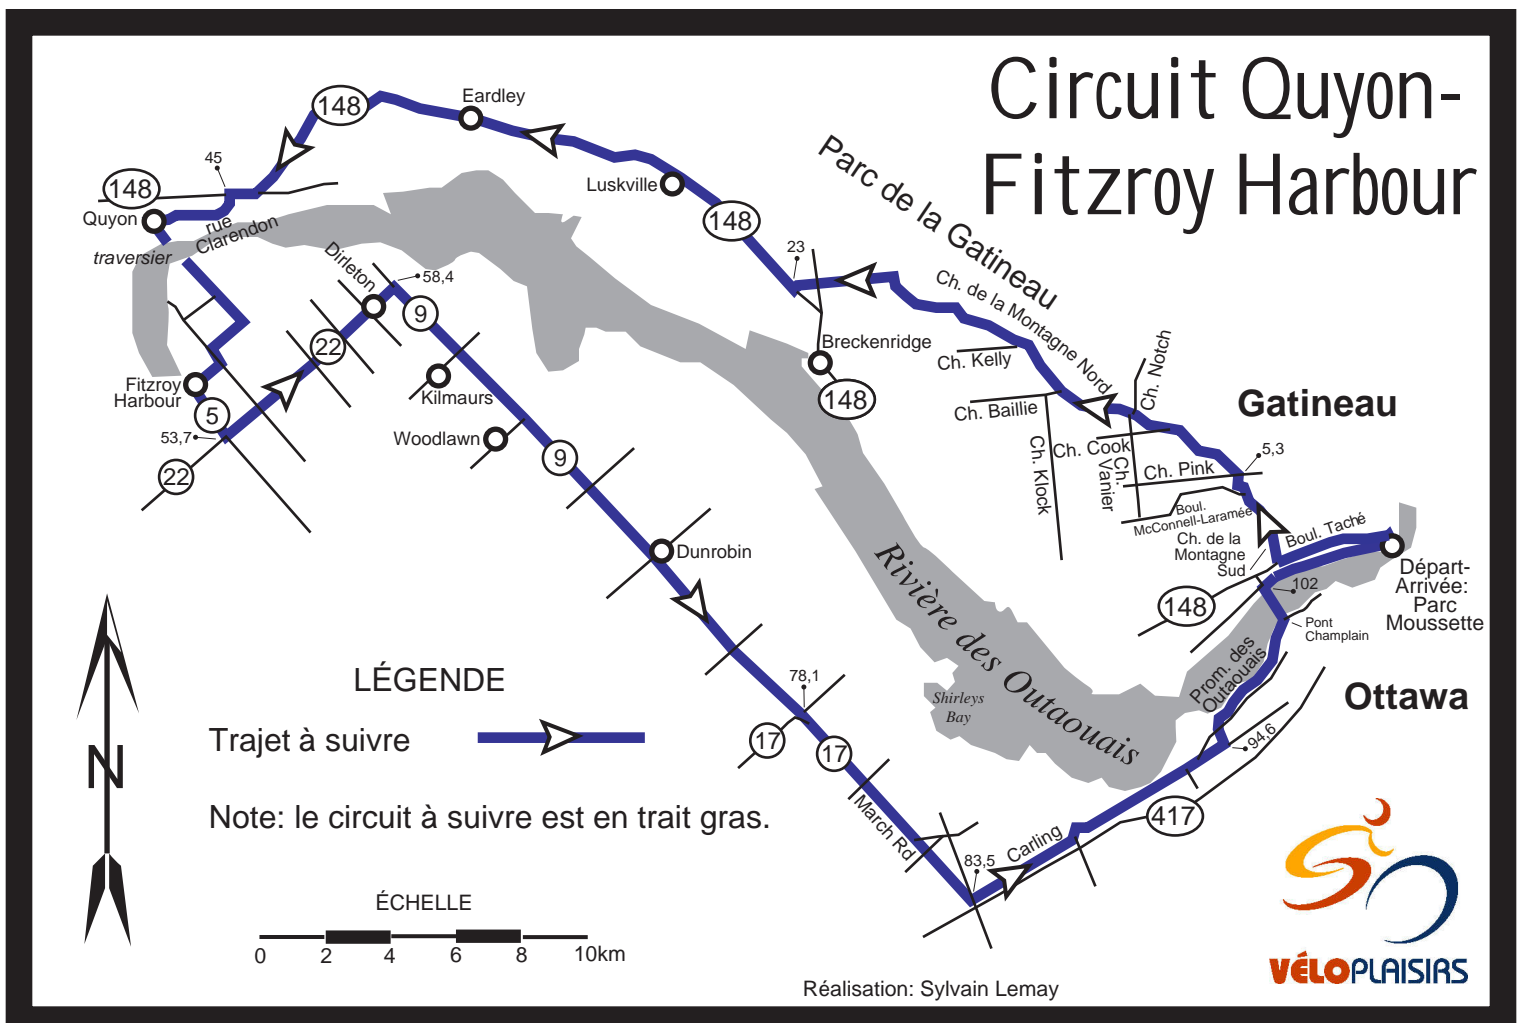 Circuit Quyon-
Fitzroy Harbour
148
Eardley
45
148
Quyon
rue
Clarendon
traversier
Luskville
148
Parc de la Gatineau
23
Dirleton
58,4
9
22
Ch. de la Montagne Nord
Ch. Notch
Breckenridge
148
Ch. Kelly
Ch. Baillie
Ch. Klock
Ch. Cook
Ch.
Vanier
Ch. Pink
5,3
Gatineau
Fitzroy
Harbour
5
53,7
22
Kilmaurs
Woodlawn
9
Dunrobin
Boul.
McConnell-Laramée
Ch. de la
Montagne
Sud
Boul. Taché
Départ-
Arrivée:
Parc
Moussette
102
148
Pont
Champlain
Rivière des Outaouais
Shirleys
Bay
Prom. des
Outaouais
Ottawa
94,6
78,1
17
17
March Rd
83,5
Carling
417
N
LÉGENDE
Trajet à suivre
Note: le circuit à suivre est en trait gras.
ÉCHELLE
0 2 4 6 8 10km
Réalisation: Sylvain Lemay
VÉLOPLAISIRS